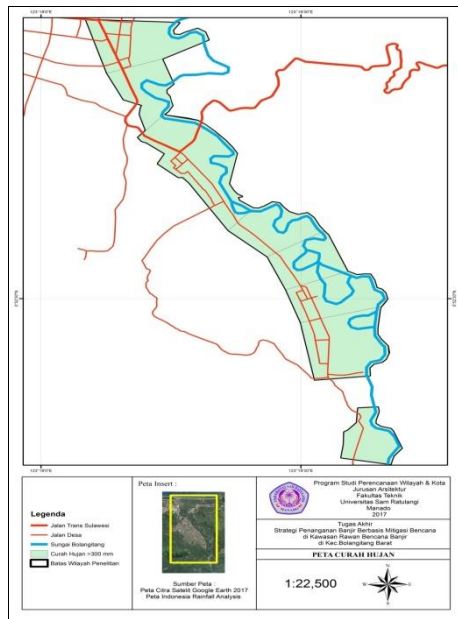 Legenda
Jalan Trans Sulawesi
Jalan Desa
Sungai Bolangitang
Curah Hujan >300 mm
Batas Wilayah Penelitian
Peta Insert :
Sumber Peta :
Peta Citra Satelit Google Earth 2017
Peta Indonesia Rainfall Analysis
Program Studi Perencanaan Wilayah & Kota
Jurusan Arsitektur
Fakultas Teknik
Universitas Sam Ratulangi
Manado
2017
Tugas Akhir
Strategi Penanganan Banjir Berbasis Mitigasi Bencana
di Kawasan Rawan Bencana Banjir
di Kec.Bolangitang Barat
PETA CURAH HUJAN
1:22,500